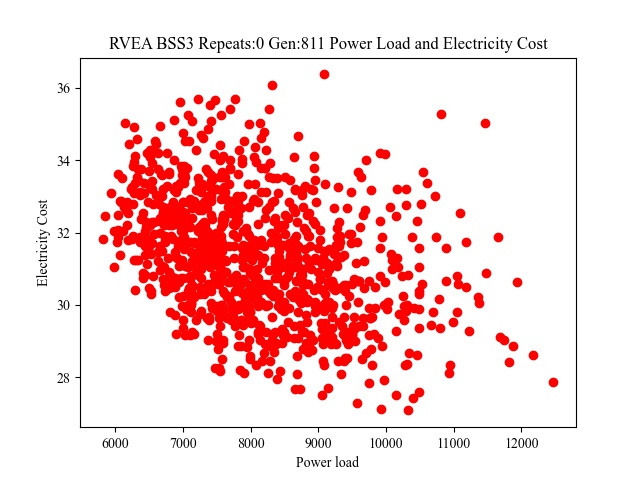 RVEA BSS3 Repeats:0 Gen:811 Power Load and Electricity Cost
36
34
32
30
28
Electricity Cost
6000 7000 8000 9000 10000 11000 12000
Power load